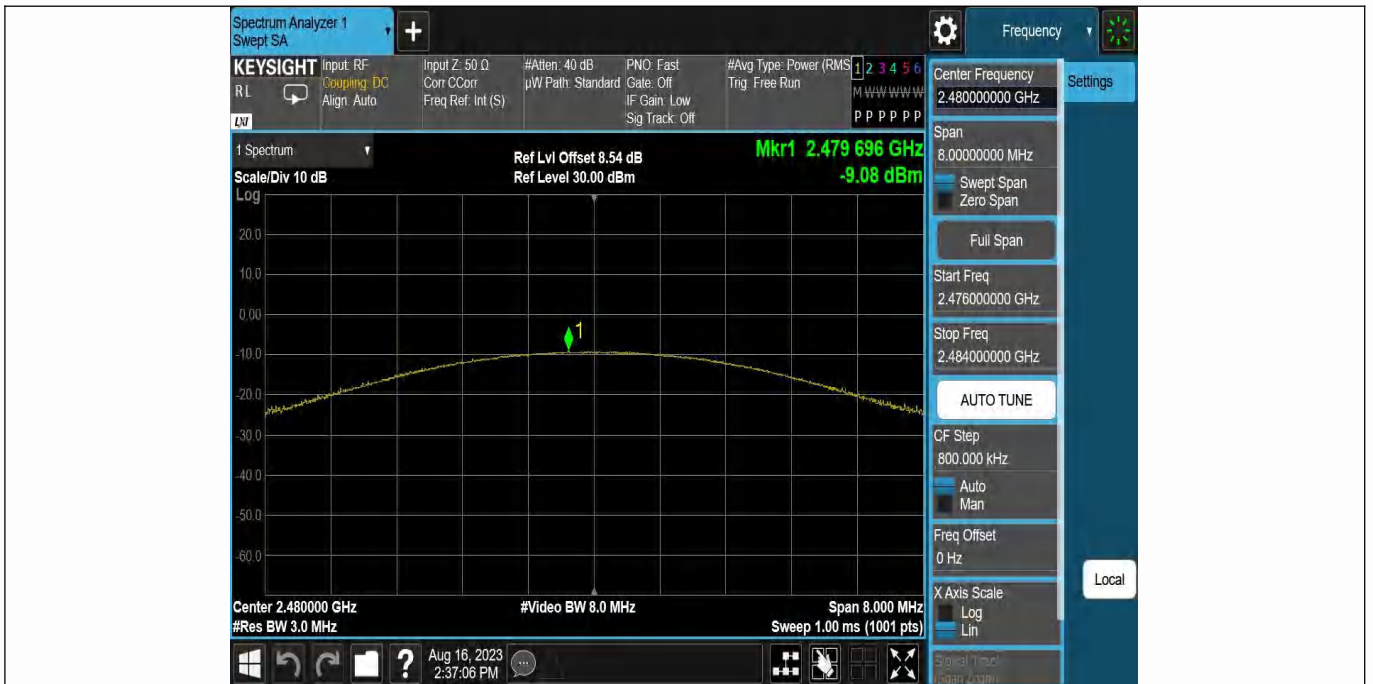 Spectrum Analyzer 1
Swept SA
+
Frequency
KEYSIGHT
RL
LXI
Input: RF
Coupling: DC
Align: Auto
Input Z: 50 Ω
Corr CCorr
Freq Ref: Int (S)
#Atten: 40 dB
µW Path: Standard
PNO: Fast
Gate: Off
IF Gain: Low
Sig Track: Off
#Avg Type: Power (RMS
Trig: Free Run
1 2 3 4 5 6
M W W W W W
P P P P P P
Center Frequency
2.480000000 GHz
Settings
Span
8.00000000 MHz
Swept Span
Zero Span
Full Span
Start Freq
2.476000000 GHz
Stop Freq
2.484000000 GHz
AUTO TUNE
CF Step
800.000 kHz
Auto
Man
Freq Offset
0 Hz
X Axis Scale
Log
Lin
Signal Track
(Span Zoom)
Local
1 Spectrum
Scale/Div 10 dB
Ref Lvl Offset 8.54 dB
Ref Level 30.00 dBm
Mkr1 2.479 696 GHz
-9.08 dBm
Log
20.0
10.0
0.00
-10.0
-20.0
-30.0
-40.0
-50.0
-60.0
1
Center 2.480000 GHz
#Video BW 8.0 MHz
Span 8.000 MHz
#Res BW 3.0 MHz
Sweep 1.00 ms (1001 pts)
?
Aug 16, 2023
2:37:06 PM